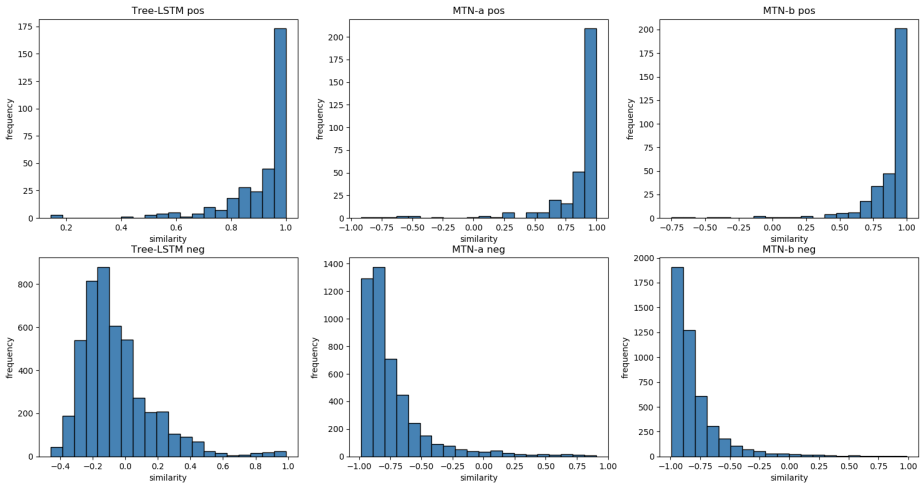 Tree-LSTM pos
MTN-a pos
MTN-b pos
frequency
175
150
125
100
75
50
25
0
0.2 0.4 0.6 0.8 1.0
similarity
frequency
200
175
150
125
100
75
50
25
0
−1.00 −0.75 −0.50 −0.25 0.00 0.25 0.50 0.75 1.00
similarity
frequency
200
175
150
125
100
75
50
25
0
−0.75 −0.50 −0.25 0.00 0.25 0.50 0.75 1.00
similarity
Tree-LSTM neg
MTN-a neg
MTN-b neg
frequency
800
600
400
200
0
−0.4 −0.2 0.0 0.2 0.4 0.6 0.8 1.0
similarity
frequency
1400
1200
1000
800
600
400
200
0
−1.00 −0.75 −0.50 −0.25 0.00 0.25 0.50 0.75 1.00
similarity
frequency
2000
1750
1500
1250
1000
750
500
250
0
−1.00 −0.75 −0.50 −0.25 0.00 0.25 0.50 0.75 1.00
similarity